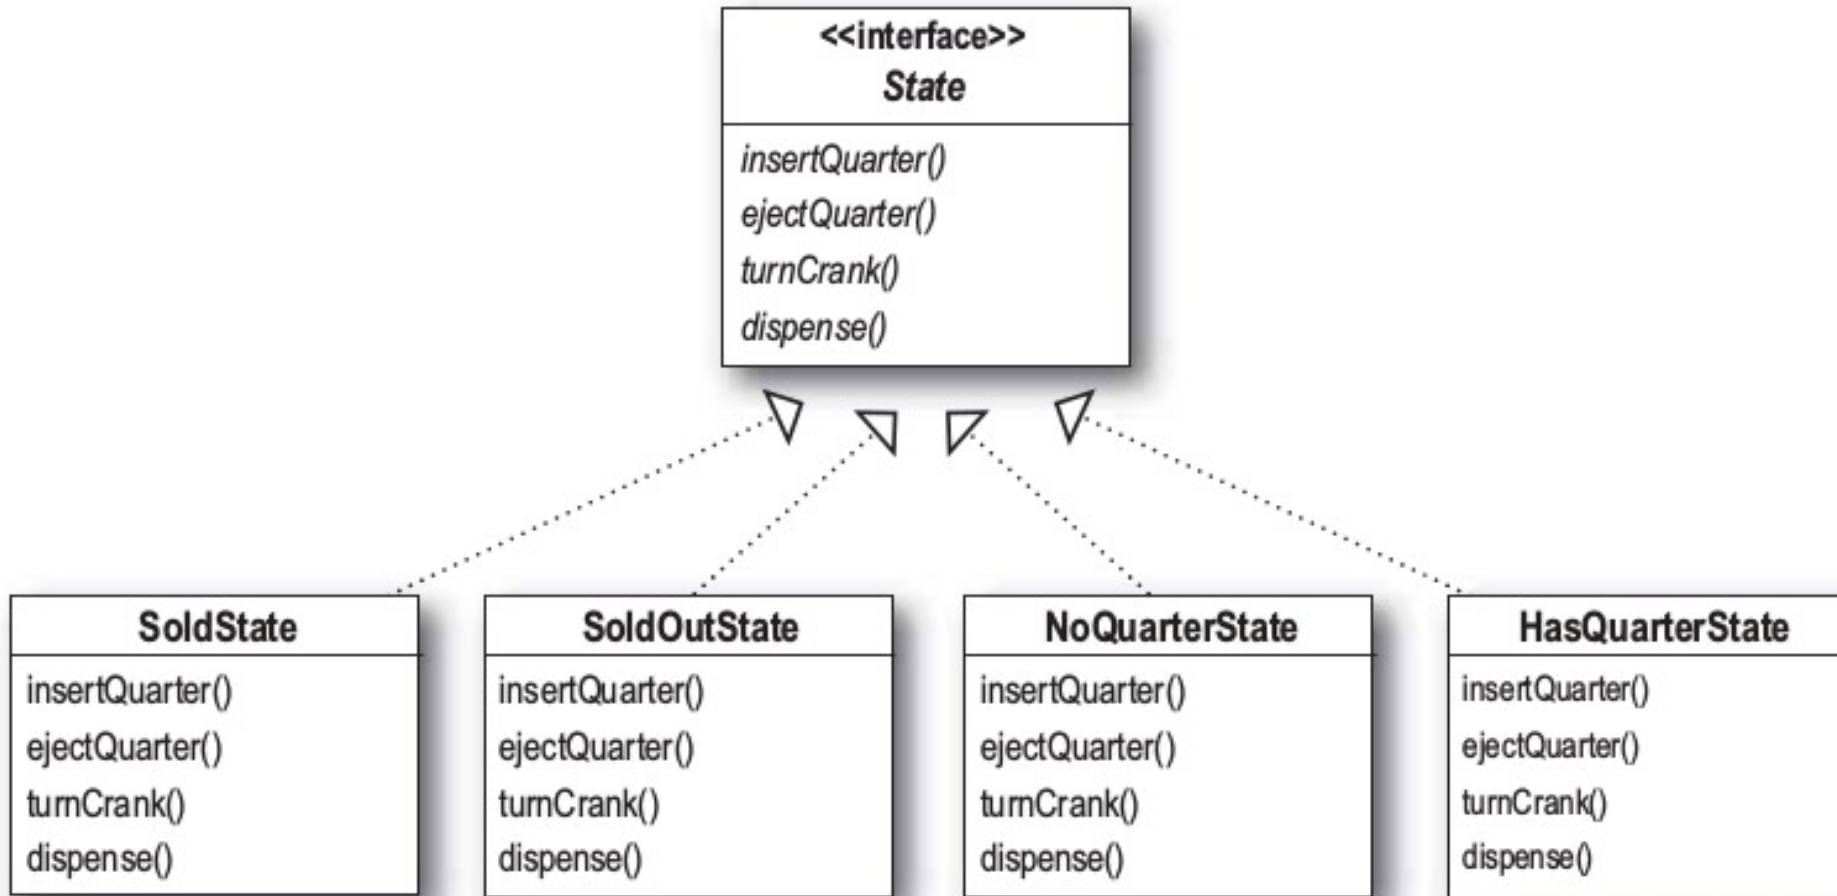 <<interface>>
State
insertQuarter()
ejectQuarter()
turnCrank()
dispense()
SoldState
insertQuarter()
ejectQuarter()
turnCrank()
dispense()
SoldOutState
insertQuarter()
ejectQuarter()
turnCrank()
dispense()
NoQuarterState
insertQuarter()
ejectQuarter()
turnCrank()
dispense()
HasQuarterState
insertQuarter()
ejectQuarter()
turnCrank()
dispense()